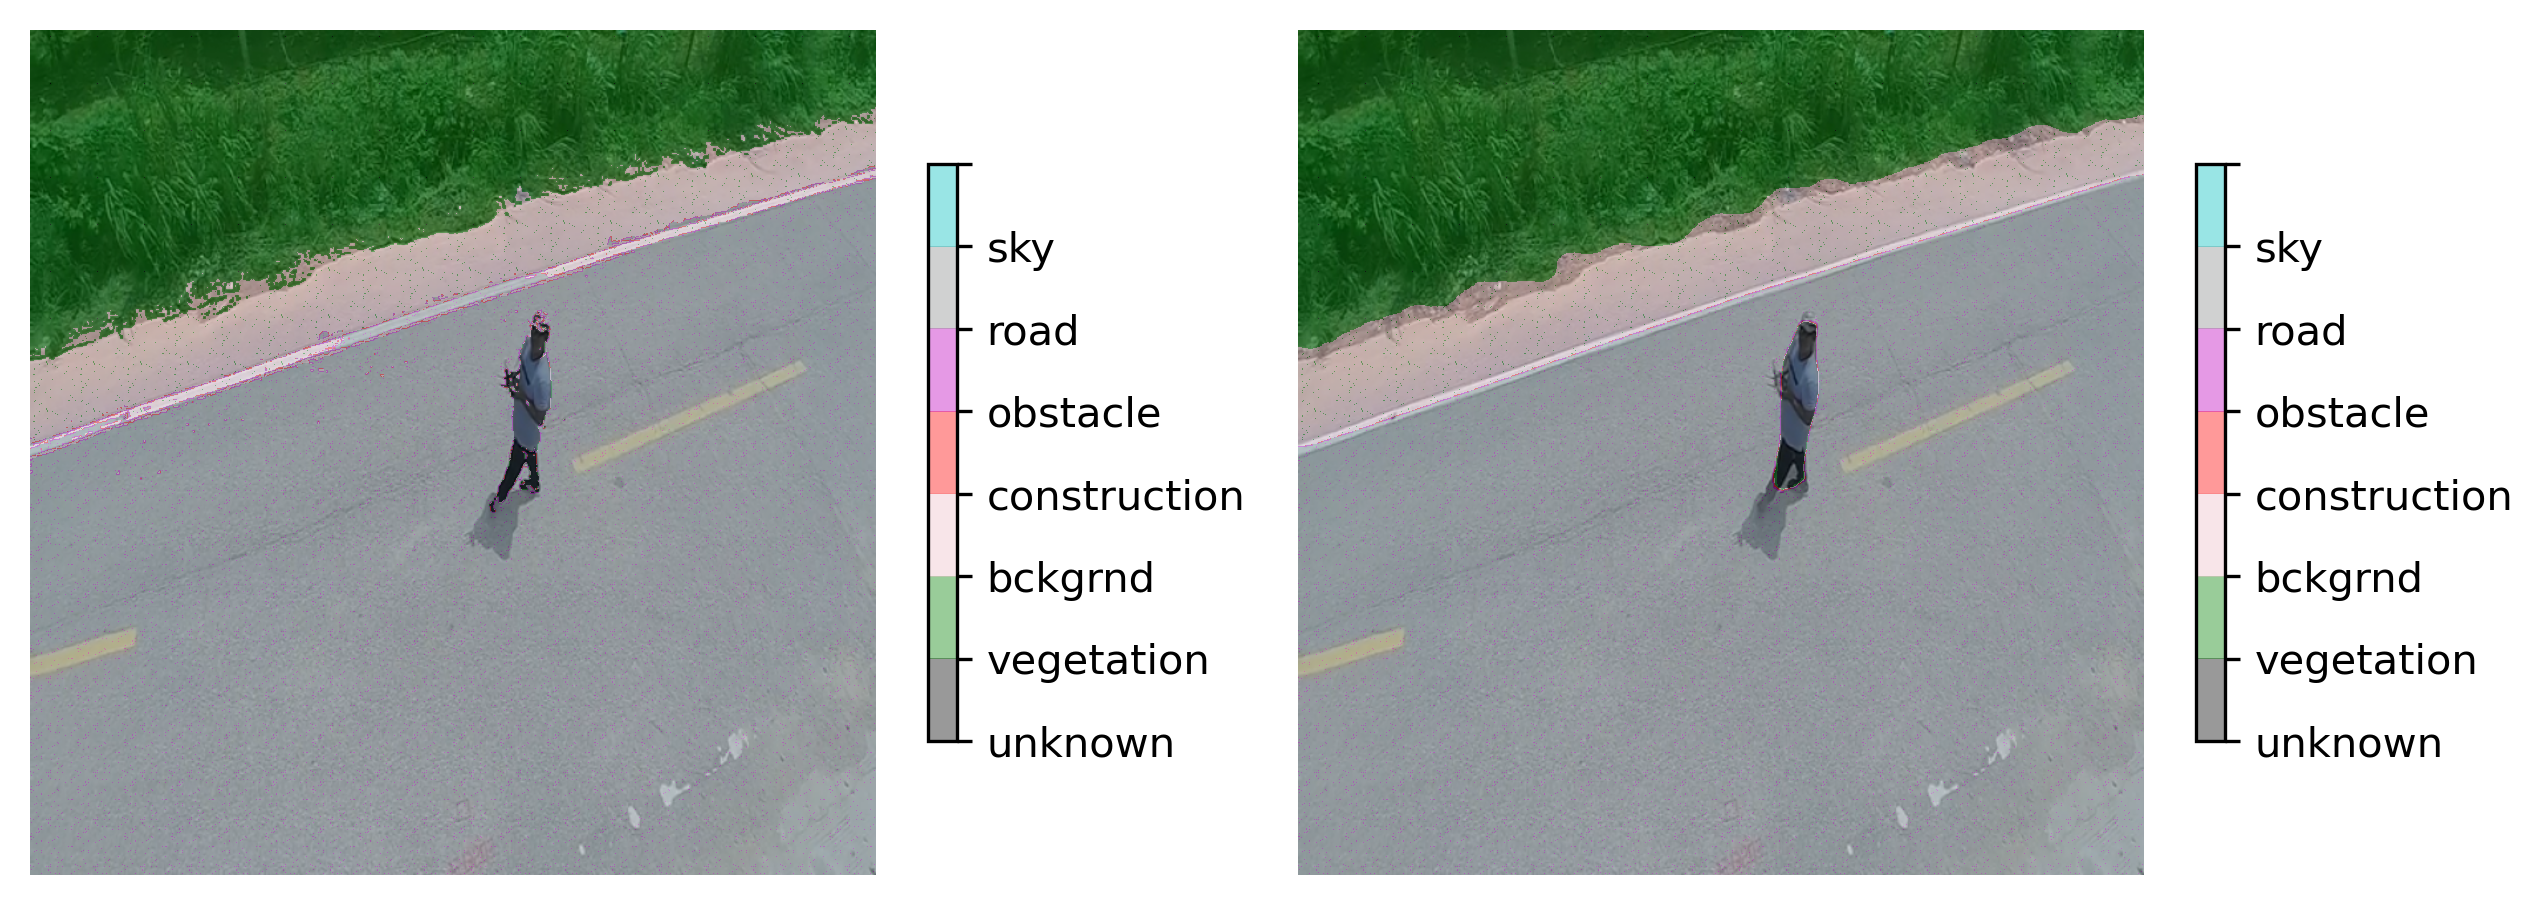 sky
road
obstacle
construction
bckgrnd
vegetation
unknown
sky
road
obstacle
construction
bckgrnd
vegetation
unknown